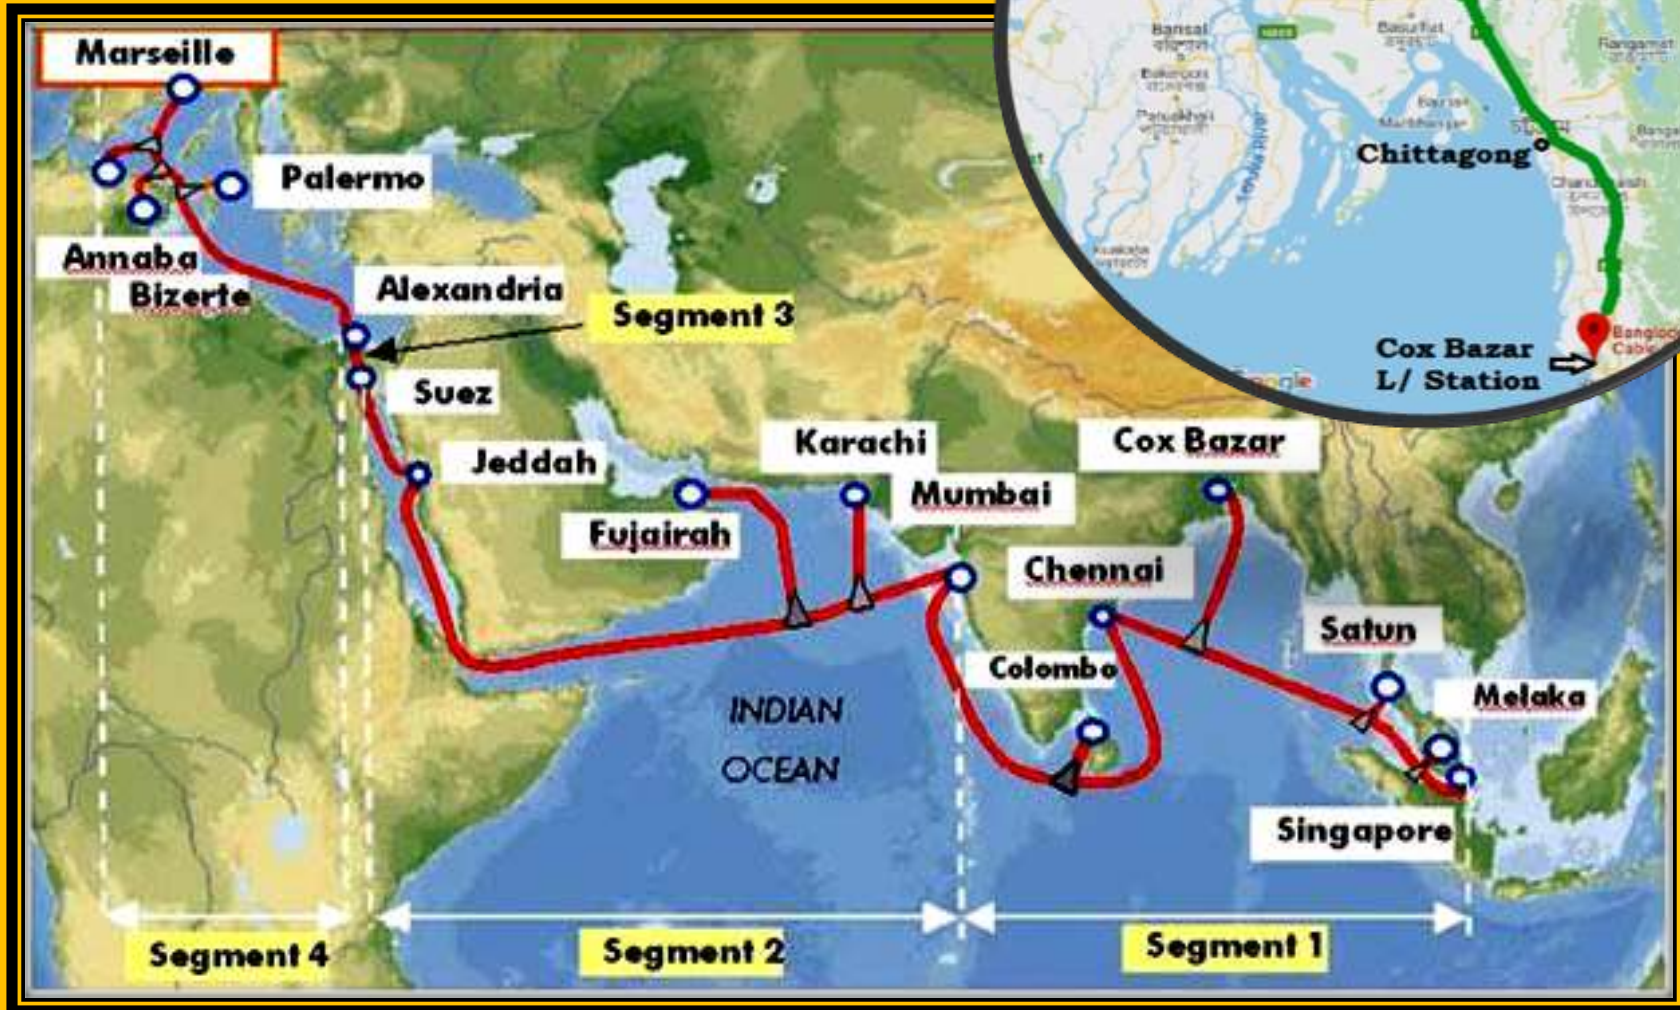 Marseille
Palermo
Annaba
Bizerte
Alexandria
Segment 3
Suez
Jeddah
Fujairah
Karachi
Mumbai
Cox Bazar
Chennai
Colombo
Satun
Melaka
Singapore
INDIAN
OCEAN
Segment 4
Segment 2
Segment 1
Chittagong
Cox Bazar
L/ Station